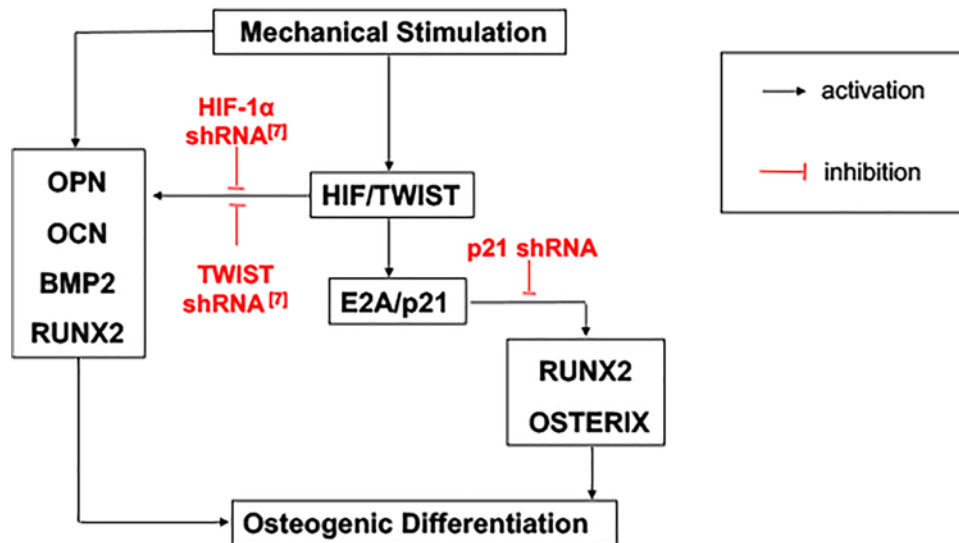 Mechanical Stimulation
activation
inhibition
HIF-1α
shRNA[7]
OPN
OCN
BMP2
RUNX2
HIF/TWIST
TWIST
shRNA[7]
p21 shRNA
E2A/p21
RUNX2
OSTERIX
Osteogenic Differentiation